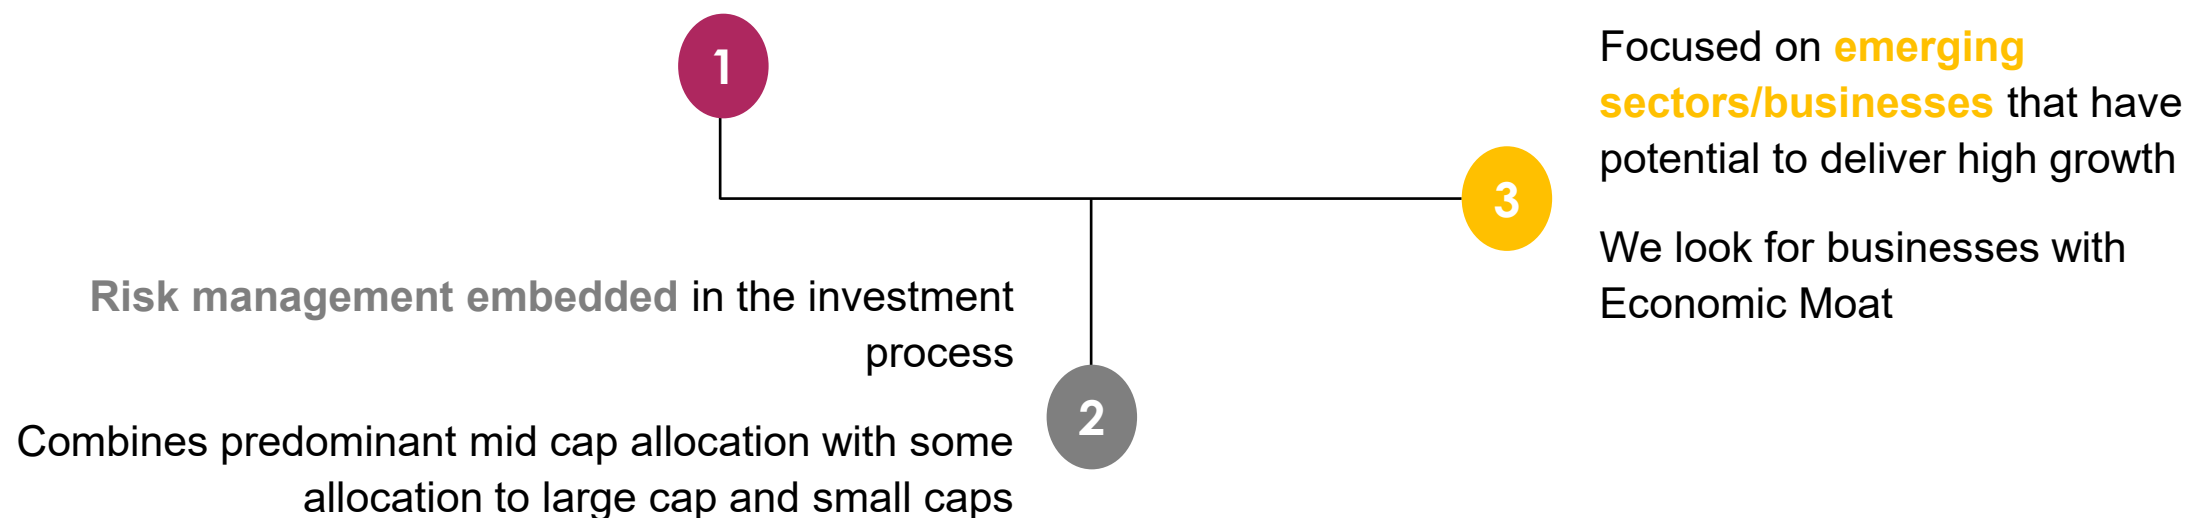 1
Risk management embedded in the investment
process
Combines predominant mid cap allocation with some
allocation to large cap and small caps
2
3
Focused on emerging
sectors/businesses that have
potential to deliver high growth
We look for businesses with
Economic Moat